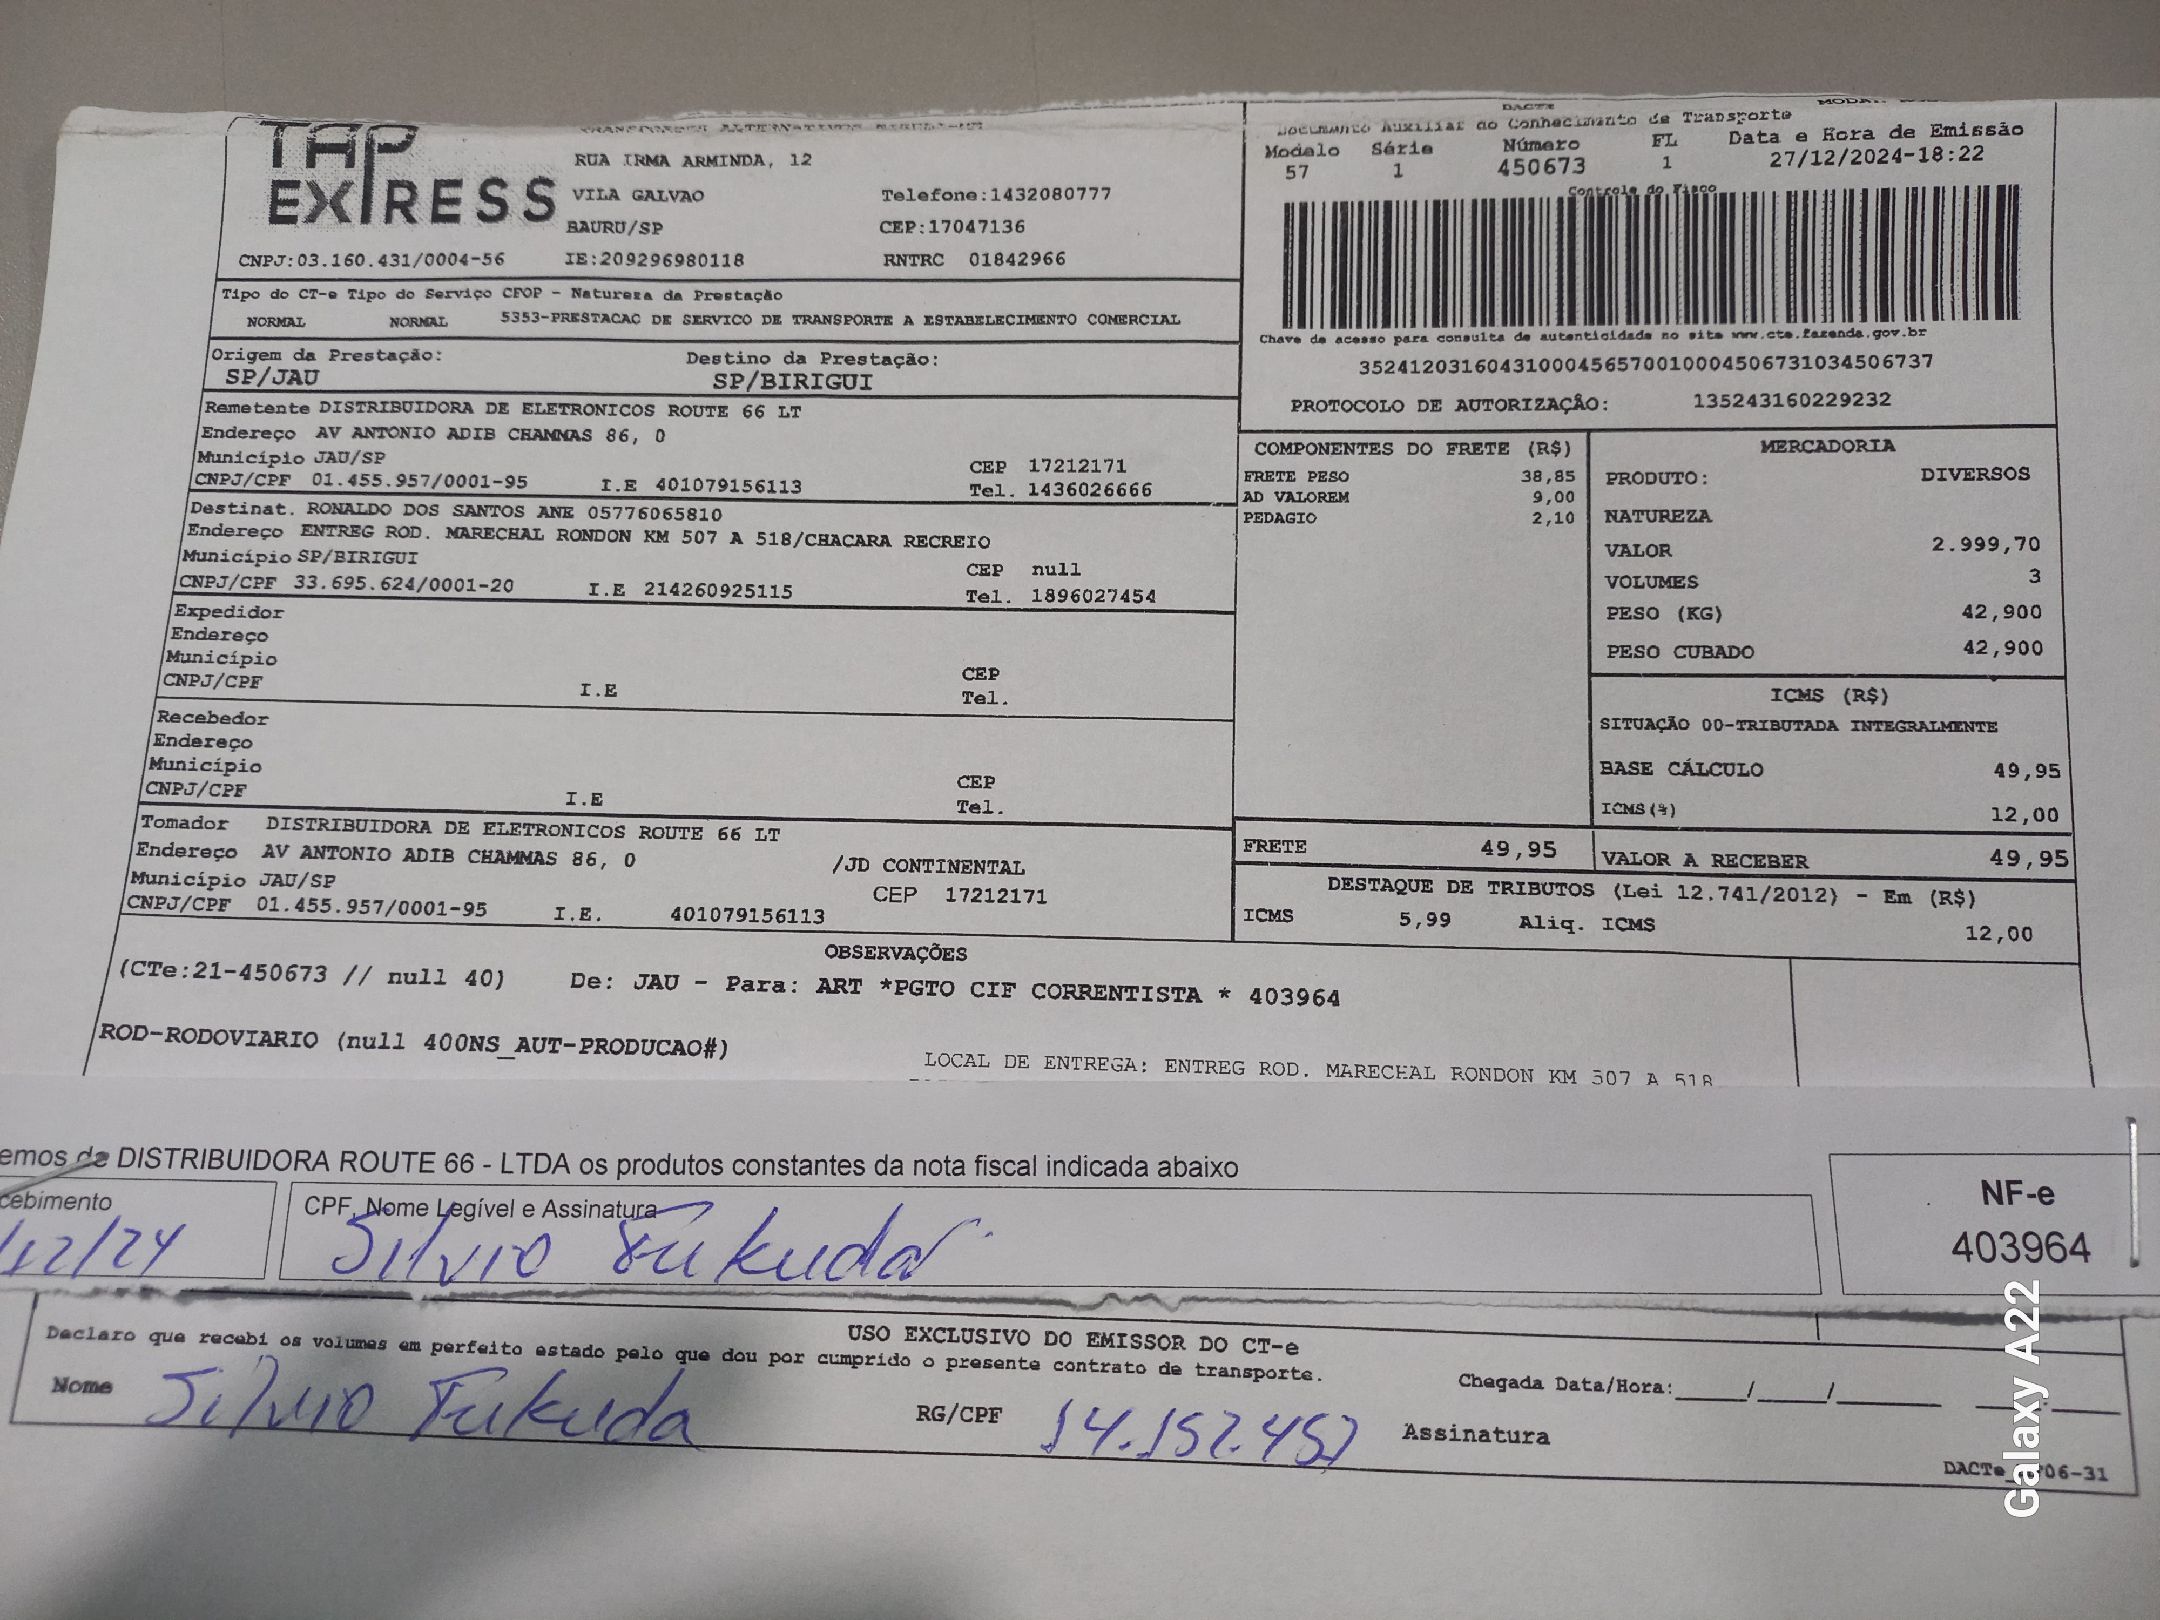 TAP
EXPRESS
RUA IRMA ARMINDA, 12
VILA GALVAO Telefone:1432080777
BAURU/SP CEP:17047136
CNPJ:03.160.431/0004-56 IE:209296980118 RNTRC 01842966
DACTE
Documento Auxiliar do Conhecimento de Transporte
Modelo Série Número FL Data e Hora de Emissão
57 1 450673 1 27/12/2024-18:22
Controle do Fisco
Chave de acesso para consulta de autenticidade no site www.cte.fazenda.gov.br
35241203160431000456570010004506731034506737
PROTOCOLO DE AUTORIZAÇÃO: 135243160229232
Tipo do CT-e Tipo do Serviço CFOP - Natureza da Prestação
NORMAL NORMAL 5353-PRESTACAO DE SERVICO DE TRANSPORTE A ESTABELECIMENTO COMERCIAL
Origem da Prestação: Destino da Prestação:
SP/JAU SP/BIRIGUI
Remetente DISTRIBUIDORA DE ELETRONICOS ROUTE 66 LT
Endereço AV ANTONIO ADIB CHAMMAS 86, 0
Município JAU/SP CEP 17212171
CNPJ/CPF 01.455.957/0001-95 I.E 401079156113 Tel. 1436026666
Destinat. RONALDO DOS SANTOS ANE 05776065810
Endereço ENTREG ROD. MARECHAL RONDON KM 507 A 518/CHACARA RECREIO
Município SP/BIRIGUI CEP null
CNPJ/CPF 33.695.624/0001-20 I.E 214260925115 Tel. 1896027454
Expedidor
Endereço
Município CEP
CNPJ/CPF I.E Tel.
Recebedor
Endereço
Município CEP
CNPJ/CPF I.E Tel.
Tomador DISTRIBUIDORA DE ELETRONICOS ROUTE 66 LT
Endereço AV ANTONIO ADIB CHAMMAS 86, 0 /JD CONTINENTAL
Município JAU/SP CEP 17212171
CNPJ/CPF 01.455.957/0001-95 I.E. 401079156113
COMPONENTES DO FRETE (R$)
FRETE PESO 38,85
AD VALOREM 9,00
PEDAGIO 2,10
MERCADORIA
PRODUTO: DIVERSOS
NATUREZA
VALOR 2.999,70
VOLUMES 3
PESO (KG) 42,900
PESO CUBADO 42,900
ICMS (R$)
SITUAÇÃO 00-TRIBUTADA INTEGRALMENTE
BASE CÁLCULO 49,95
ICMS(%) 12,00
FRETE 49,95 VALOR A RECEBER 49,95
DESTAQUE DE TRIBUTOS (Lei 12.741/2012) - Em (R$)
ICMS 5,99 Aliq. ICMS 12,00
OBSERVAÇÕES
(CTe:21-450673 // null 40) De: JAU - Para: ART *PGTO CIF CORRENTISTA * 403964
ROD-RODOVIARIO (null 400NS_AUT-PRODUCAO#)
LOCAL DE ENTREGA: ENTREG ROD. MARECHAL RONDON KM 507 A 518
emos de DISTRIBUIDORA ROUTE 66 - LTDA os produtos constantes da nota fiscal indicada abaixo
cebimento CPF, Nome Legível e Assinatura
/12/24 Silvio Fukuda
NF-e
403964
USO EXCLUSIVO DO EMISSOR DO CT-e
Declaro que recebi os volumes em perfeito estado pelo que dou por cumprido o presente contrato de transporte.
Nome Silvio Fukuda RG/CPF 14.152.457 Assinatura
Chegada Data/Hora:____/____/____ ____:____
06-31
Galaxy A22